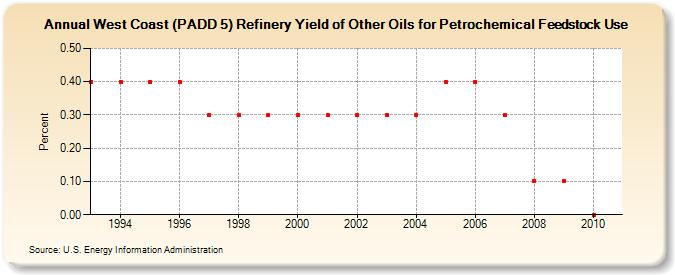 Annual West Coast (PADD 5) Refinery Yield of Other Oils for Petrochemical Feedstock Use
Percent
0.50
0.40
0.30
0.20
0.10
0.00
1994 1996 1998 2000 2002 2004 2006 2008 2010
Source: U.S. Energy Information Administration